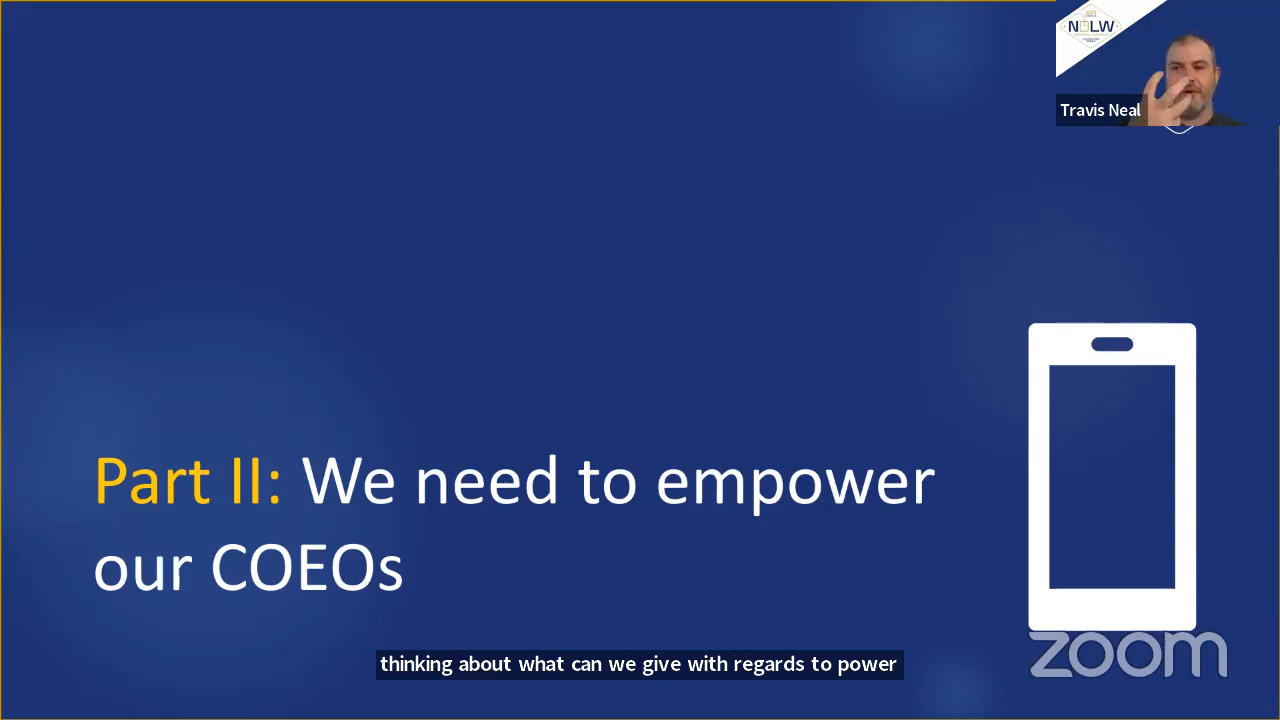 NOLW
Travis Neal
Part II: We need to empower
our COEOs
thinking about what can we give with regards to power
zoom